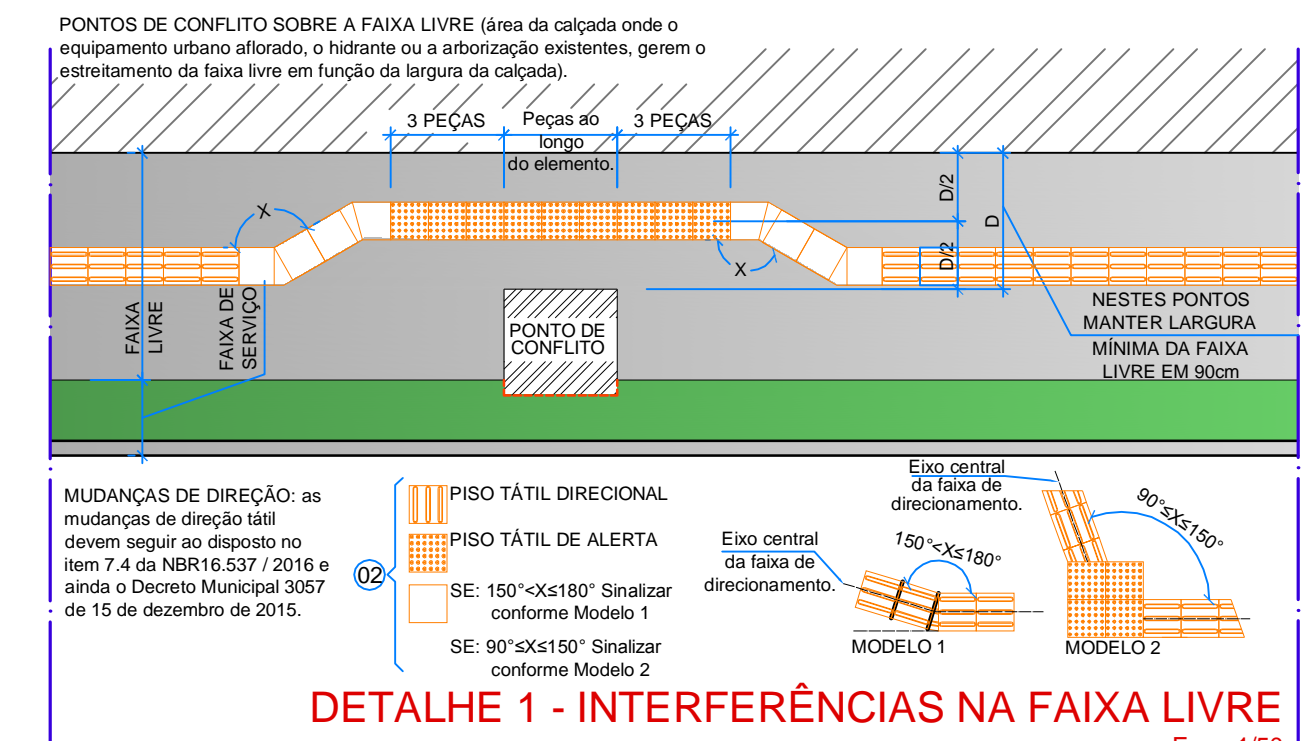 PONTOS DE CONFLITO SOBRE A FAIXA LIVRE (área da calçada onde o
equipamento urbano aflorado, o hidrante ou a arborização existentes, gerem o
estreitamento da faixa livre em função da largura da calçada).
3 PEÇAS
Peças ao
longo
do elemento.
3 PEÇAS
X
X
D/2
D/2
D
FAIXA
LIVRE
FAIXA DE
SERVIÇO
PONTO DE
CONFLITO
NESTES PONTOS
MANTER LARGURA
MÍNIMA DA FAIXA
LIVRE EM 90cm
MUDANÇAS DE DIREÇÃO: as
mudanças de direção tátil
devem seguir ao disposto no
item 7.4 da NBR16.537 / 2016 e
ainda o Decreto Municipal 3057
de 15 de dezembro de 2015.
02
PISO TÁTIL DIRECIONAL
PISO TÁTIL DE ALERTA
SE: 150°<X≤180° Sinalizar
conforme Modelo 1
SE: 90°≤X≤150° Sinalizar
conforme Modelo 2
Eixo central
da faixa de
direcionamento.
150°<X≤180°
MODELO 1
Eixo central
da faixa de
direcionamento.
90°≤X≤150°
MODELO 2
DETALHE 1 - INTERFERÊNCIAS NA FAIXA LIVRE